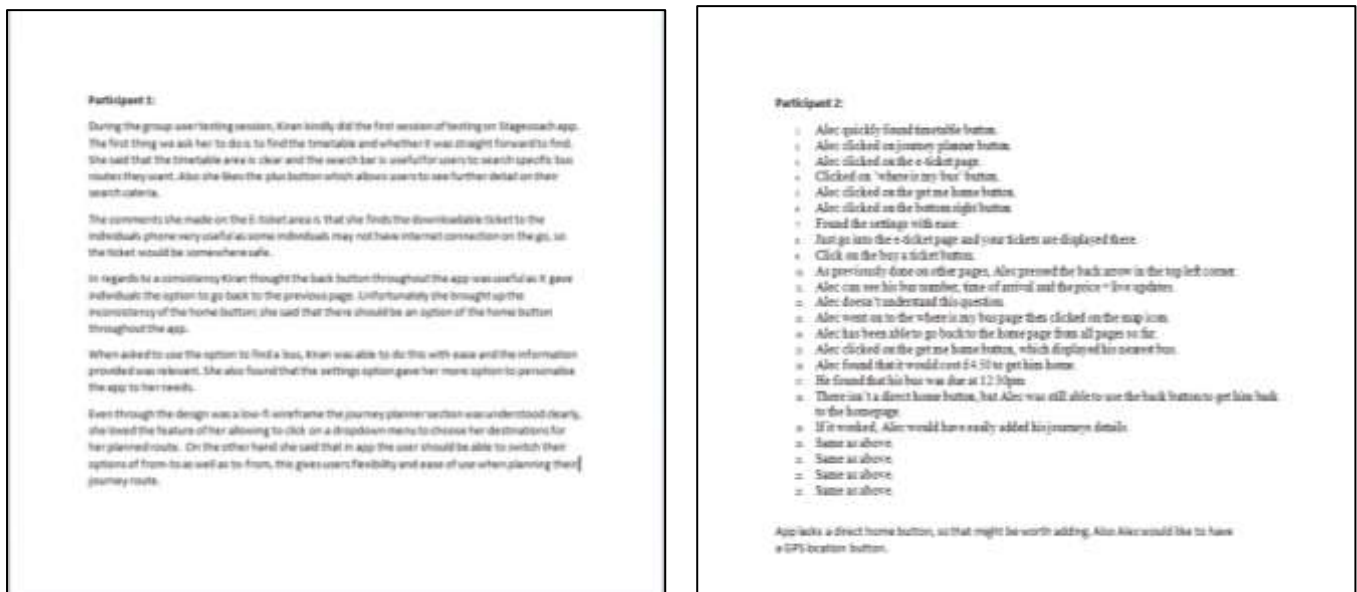 Participant 1:
During the group user testing session, Kiran kindly did the first session of testing on Stagecoach app.
The first thing we ask her to do is to find the timetable and whether it was straight forward to find.
She said that the timetable area is clear and the search bar is useful for users to search specific bus
routes they want. Also she likes the plus button which allows users to see further detail on their
search
The comments she made on the E-ticket area is that she finds the downloadable ticket to the
individuals phone very useful as some individuals may not have internet connection on the go, so
the ticket would be somewhere safe.
In regards to a consistency Kiran thought the back button throughout the app was useful as it gave
individuals the option to go back to the previous page. Unfortunately she brought up the
inconsistency of the home button; she said that there should be an option of the home button
throughout the app.
When asked to use the option to find a bus, Kiran was able to do this with ease and the information
provided was relevant. She also found that the settings option gave her more option to personalise
the app to her needs.
Even through the design was a low-fi wireframe the journey planner section was understood clearly,
she loved the feature of her allowing to click on a dropdown menu to choose her destinations for
her planned route. On the other hand she said that in app the user should be able to switch their
options of from-to as well as to-from, this gives users flexibility and ease of use when planning their
journey route.
Participant 2:
1. Alec quickly found timetable button.
2. Alec clicked on journey planner button.
3. Alec clicked on the e-ticket page.
4. Clicked on 'where is my bus' button.
5. Alec clicked on the get me home button.
6. Alec clicked on the bottom right button
7. Found the settings with ease.
8. Just go into the e-ticket page and your tickets are displayed there.
9. Click on the buy a ticket button.
10. As previously done on other pages, Alec pressed the back arrow in the top left corner.
11. Alec can see his bus number, time of arrival and the price + live updates.
12. Alec doesn't understand this question.
13. Alec went on to the where is my bus page then clicked on the map icon.
14. Alec has been able to go back to the home page from all pages so far.
15. Alec clicked on the get me home button, which displayed his nearest bus.
16. Alec found that it would cost £4.50 to get him home.
17. He found that his bus was due at 12:30pm
18. There isn't a direct home button, but Alec was still able to use the back button to get him back
to the homepage.
19. If it worked, Alec would have easily added his journeys details.
20. Same as above.
21. Same as above.
22. Same as above.
23. Same as above.
App lacks a direct home button, so that might be worth adding. Also Alec would like to have
a GPS location button.